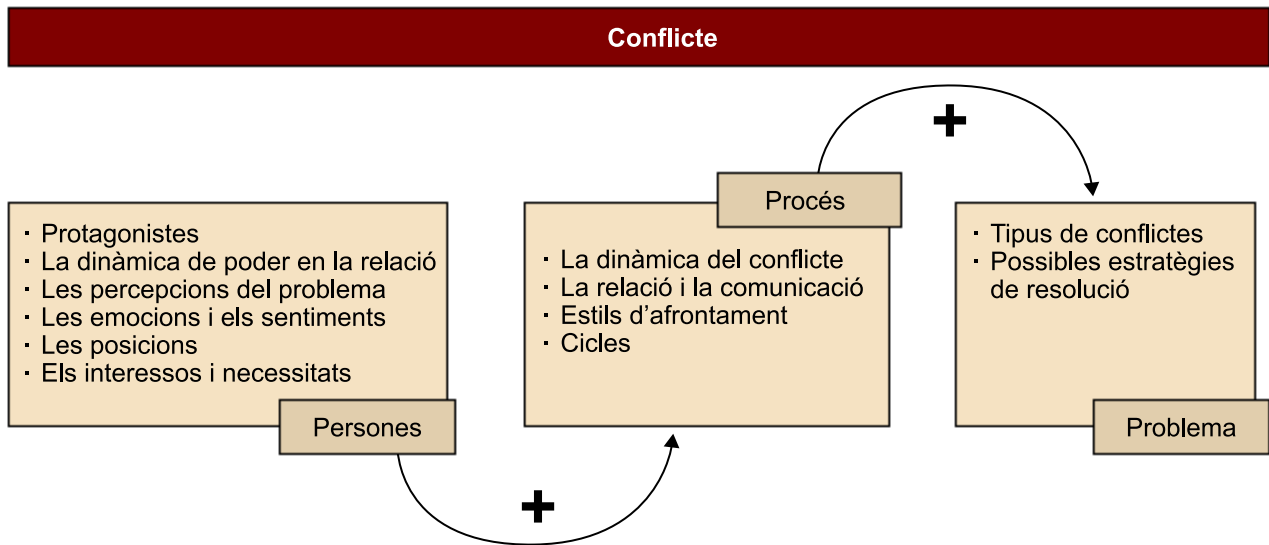 Conflicte
+
· Protagonistes
· La dinàmica de poder en la relació
· Les percepcions del problema
· Les emocions i els sentiments
· Les posicions
· Els interessos i necessitats
Persones
+
Procés
· La dinàmica del conflicte
· La relació i la comunicació
· Estils d’afrontament
· Cicles
· Tipus de conflictes
· Possibles estratègies
de resolució
Problema